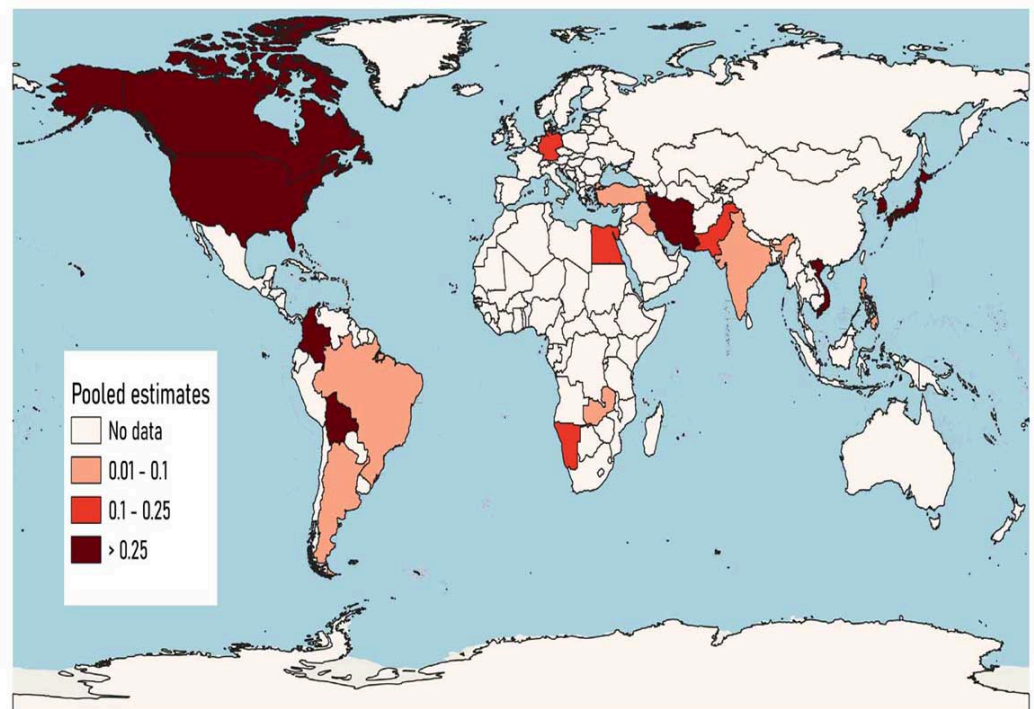 Pooled estimates
No data
0.01 – 0.1
0.1 – 0.25
> 0.25